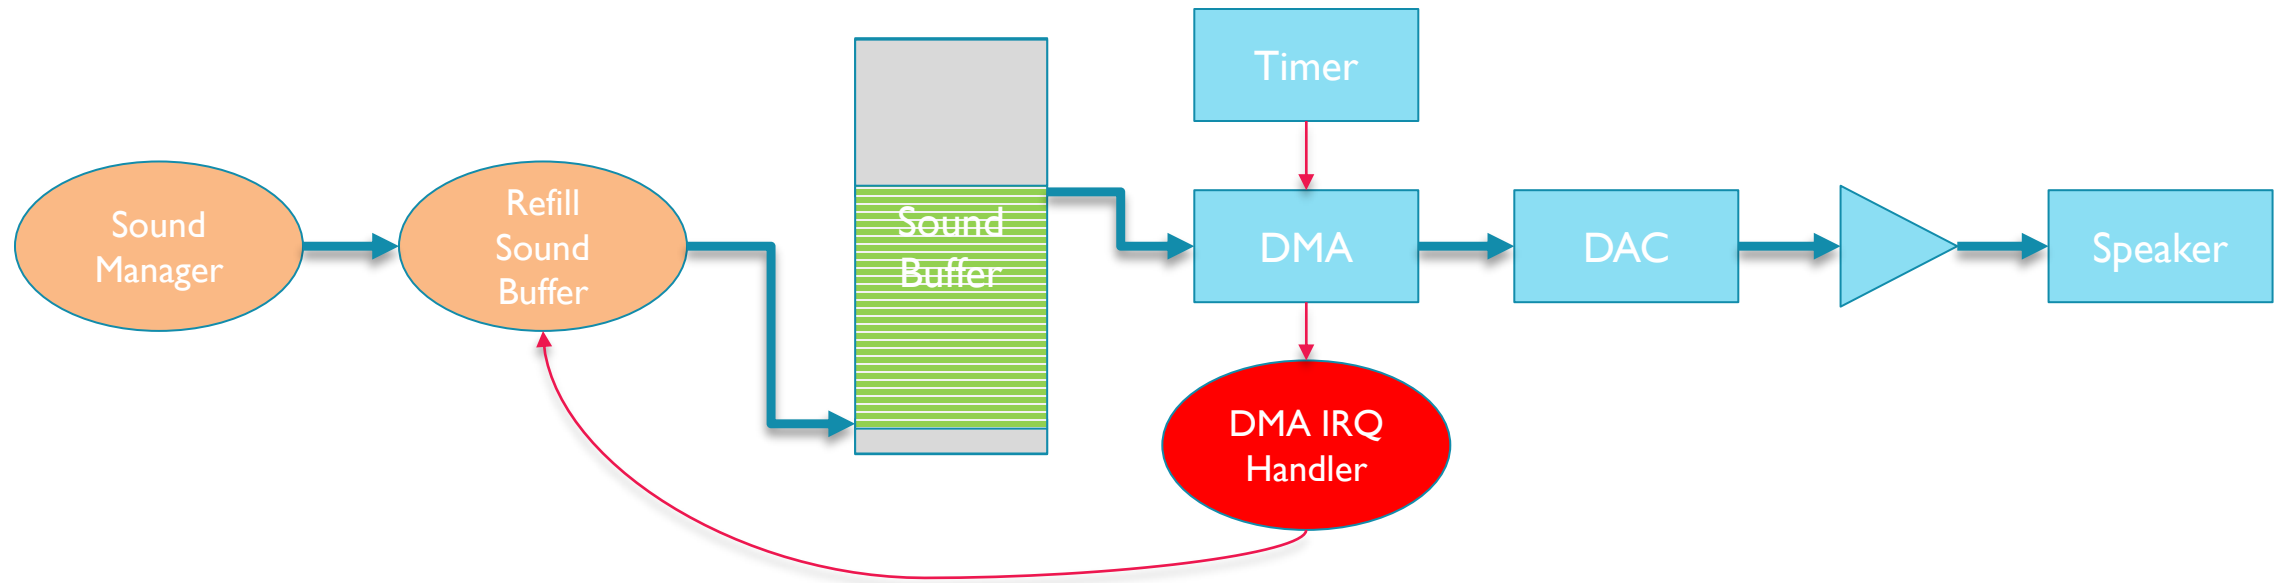 Timer
Sound
Manager
Refill
Sound
Buffer
Sound
Buffer
DMA
DAC
Speaker
DMA IRQ
Handler